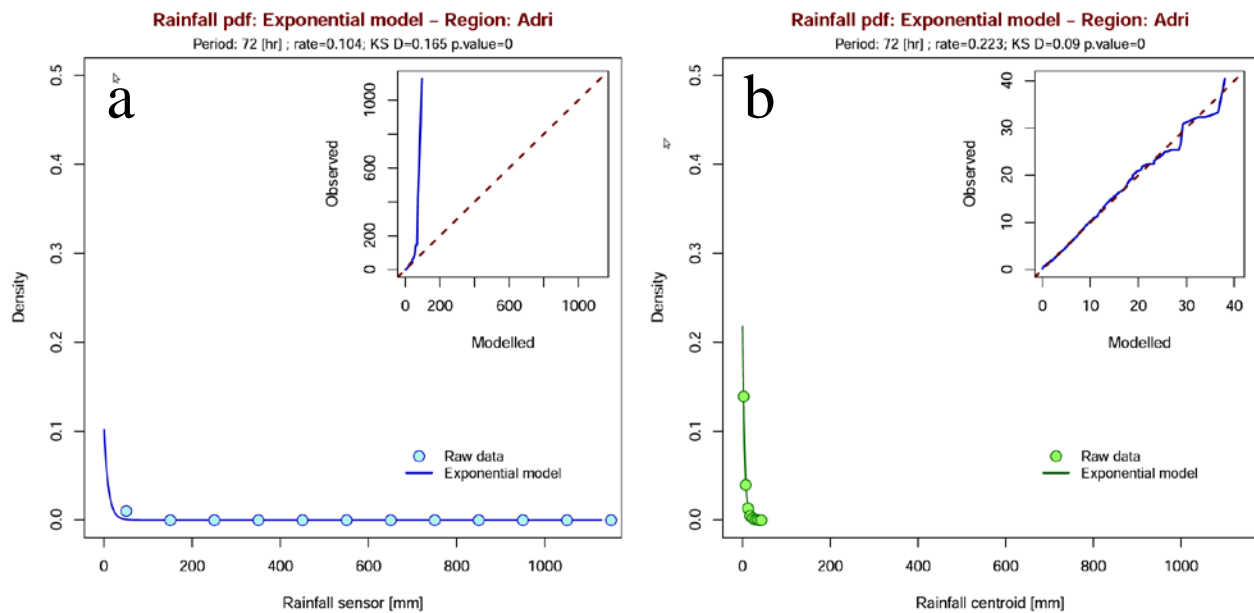 Rainfall pdf: Exponential model – Region: Adri
Period: 72 [hr] ; rate=0.104; KS D=0.165 p.value=0
a
0.5
0.4
0.3
0.2
0.1
0.0
Density
1000
600
200
0
Observed
0 200 600 1000
Modelled
Raw data
Exponential model
0 200 400 600 800 1000
Rainfall sensor [mm]
Rainfall pdf: Exponential model – Region: Adri
Period: 72 [hr] ; rate=0.223; KS D=0.09 p.value=0
b
0.5
0.4
0.3
0.2
0.1
0.0
Density
40
30
20
10
0
Observed
0 10 20 30 40
Modelled
Raw data
Exponential model
0 200 400 600 800 1000
Rainfall centroid [mm]